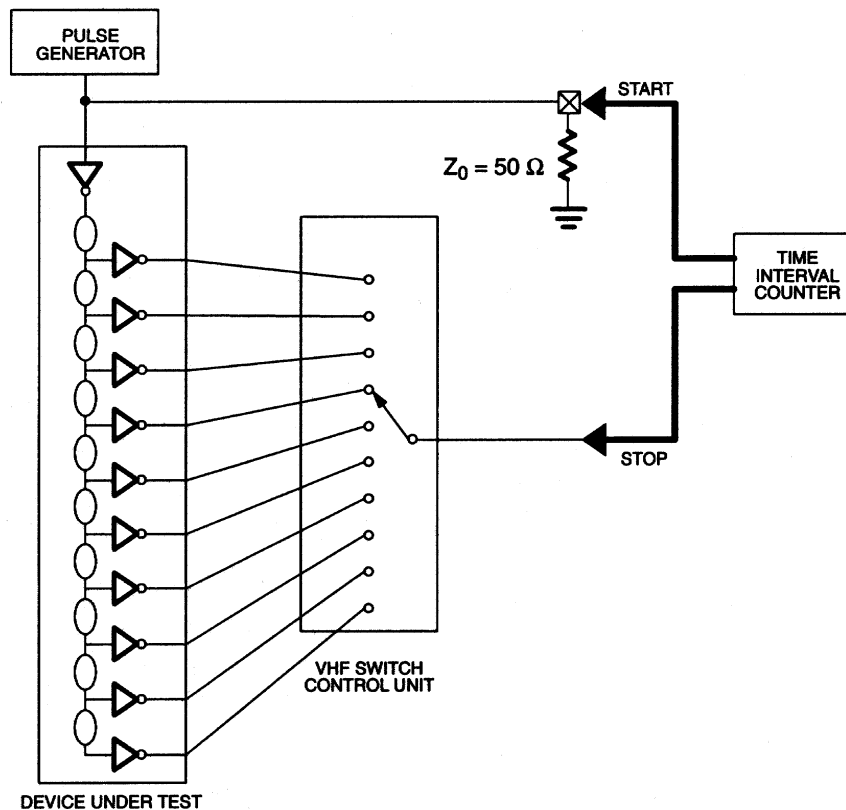 PULSE
GENERATOR
START
Z0 = 50 Ω
TIME
INTERVAL
COUNTER
STOP
VHF SWITCH
CONTROL UNIT
DEVICE UNDER TEST